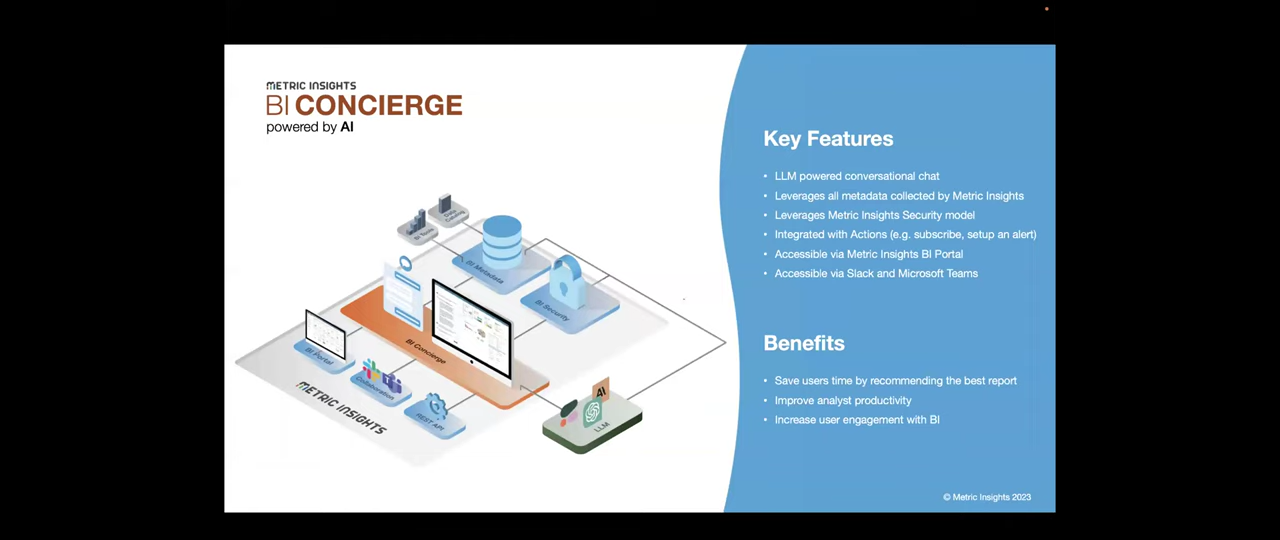 METRIC INSIGHTS
BI CONCIERGE
powered by AI
BI Tools
Data Catalog
BI Metadata
BI Security
BI Concierge
BI Portal
Collaboration
REST API
METRIC INSIGHTS
AI
LLM
Key Features
• LLM powered conversational chat
• Leverages all metadata collected by Metric Insights
• Leverages Metric Insights Security model
• Integrated with Actions (e.g. subscribe, setup an alert)
• Accessible via Metric Insights BI Portal
• Accessible via Slack and Microsoft Teams
Benefits
• Save users time by recommending the best report
• Improve analyst productivity
• Increase user engagement with BI
© Metric Insights 2023